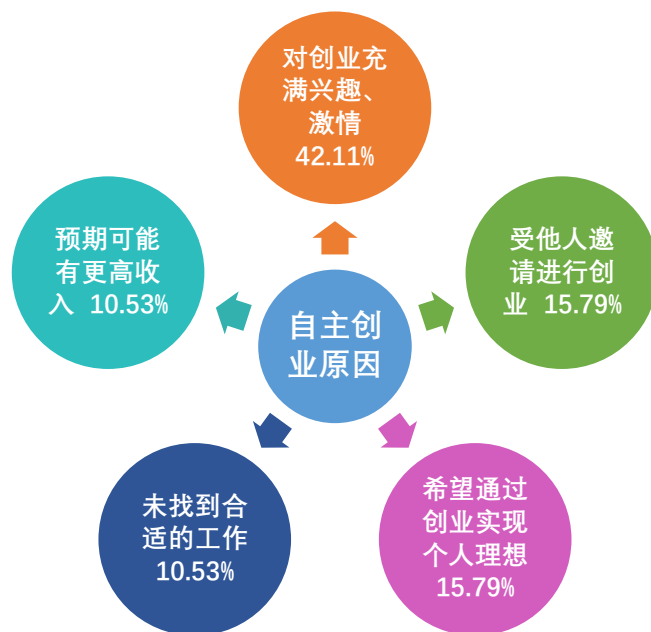 对创业充
满兴趣、
激情
42.11%
预期可能
有更高收
入 10.53%
受他人邀
请进行创
业 15.79%
自主创
业原因
未找到合
适的工作
10.53%
希望通过
创业实现
个人理想
15.79%